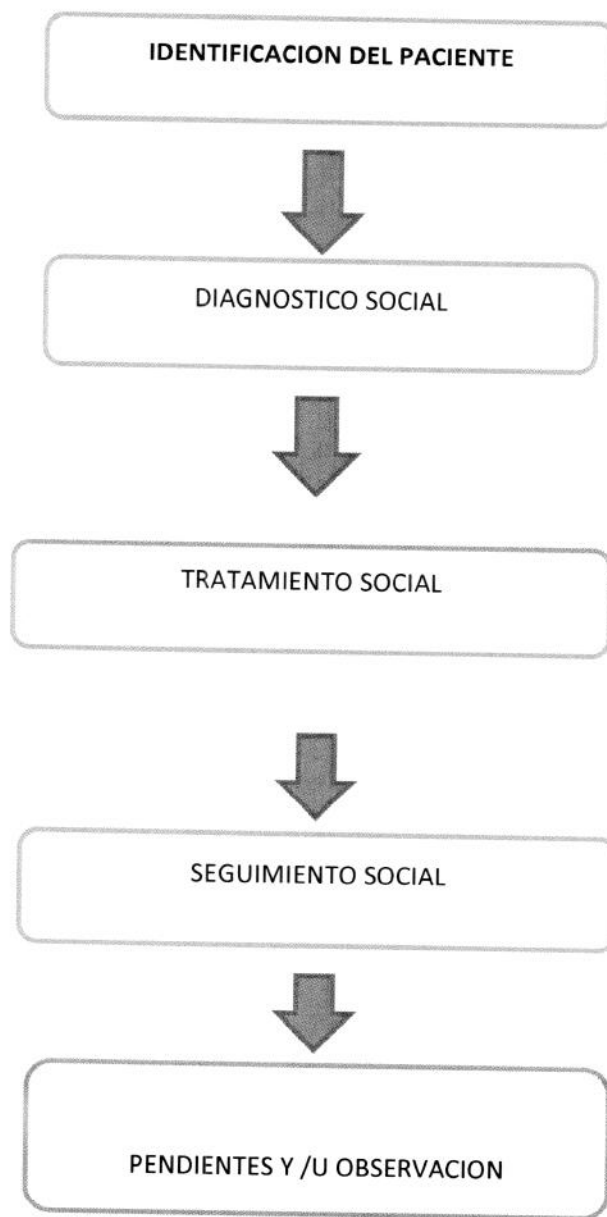 IDENTIFICACION DEL PACIENTE
DIAGNOSTICO SOCIAL
TRATAMIENTO SOCIAL
SEGUIMIENTO SOCIAL
PENDIENTES Y /U OBSERVACION